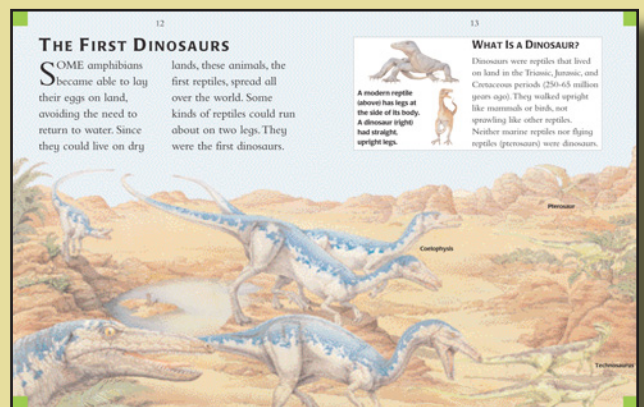 12
13
THE FIRST DINOSAURS
SOME amphibians
became able to lay
their eggs on land,
avoiding the need to
return to water. Since
they could live on dry
lands, these animals, the
first reptiles, spread all
over the world. Some
kinds of reptiles could run
about on two legs. They
were the first dinosaurs.
A modern reptile
(above) has legs at
the side of its body.
A dinosaur (right)
had straight,
upright legs.
WHAT IS A DINOSAUR?
Dinosaurs were reptiles that lived
on land in the Triassic, Jurassic, and
Cretaceous periods (250-65 million
years ago). They walked upright
like mammals or birds, not
sprawling like other reptiles.
Neither marine reptiles nor flying
reptiles (pterosaurs) were dinosaurs.
Pterosaur
Coelophysis
Technosaurus